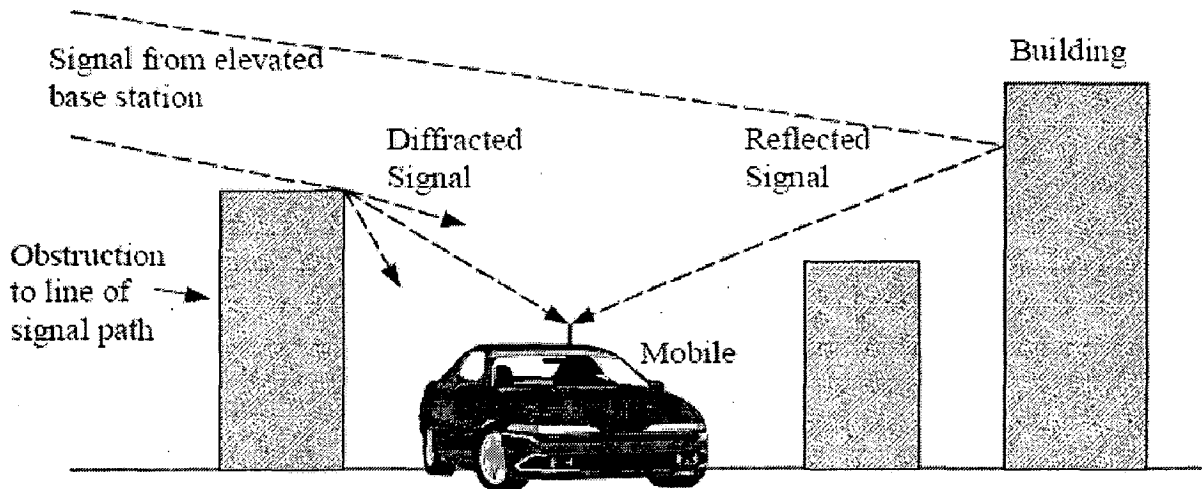 Signal from elevated
base station
Building
Diffracted
Signal
Reflected
Signal
Obstruction
to line of
signal path
Mobile